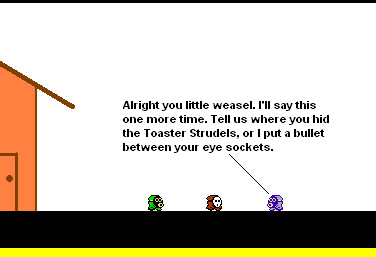 Alright you little weasel. I'll say this
one more time. Tell us where you hid
the Toaster Strudels, or I put a bullet
between your eye sockets.